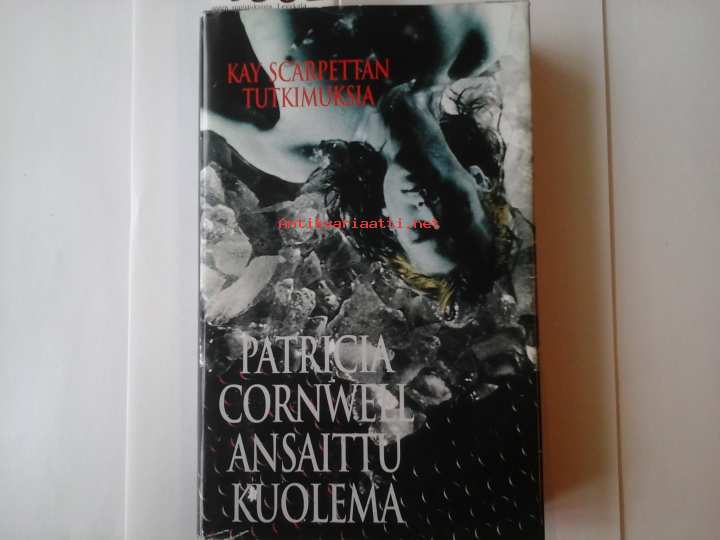 KAY SCARPETTAN
TUTKIMUKSIA
Antikvariaatti.net
PATRICIA
CORNWELL
ANSAITTU
KUOLEMA